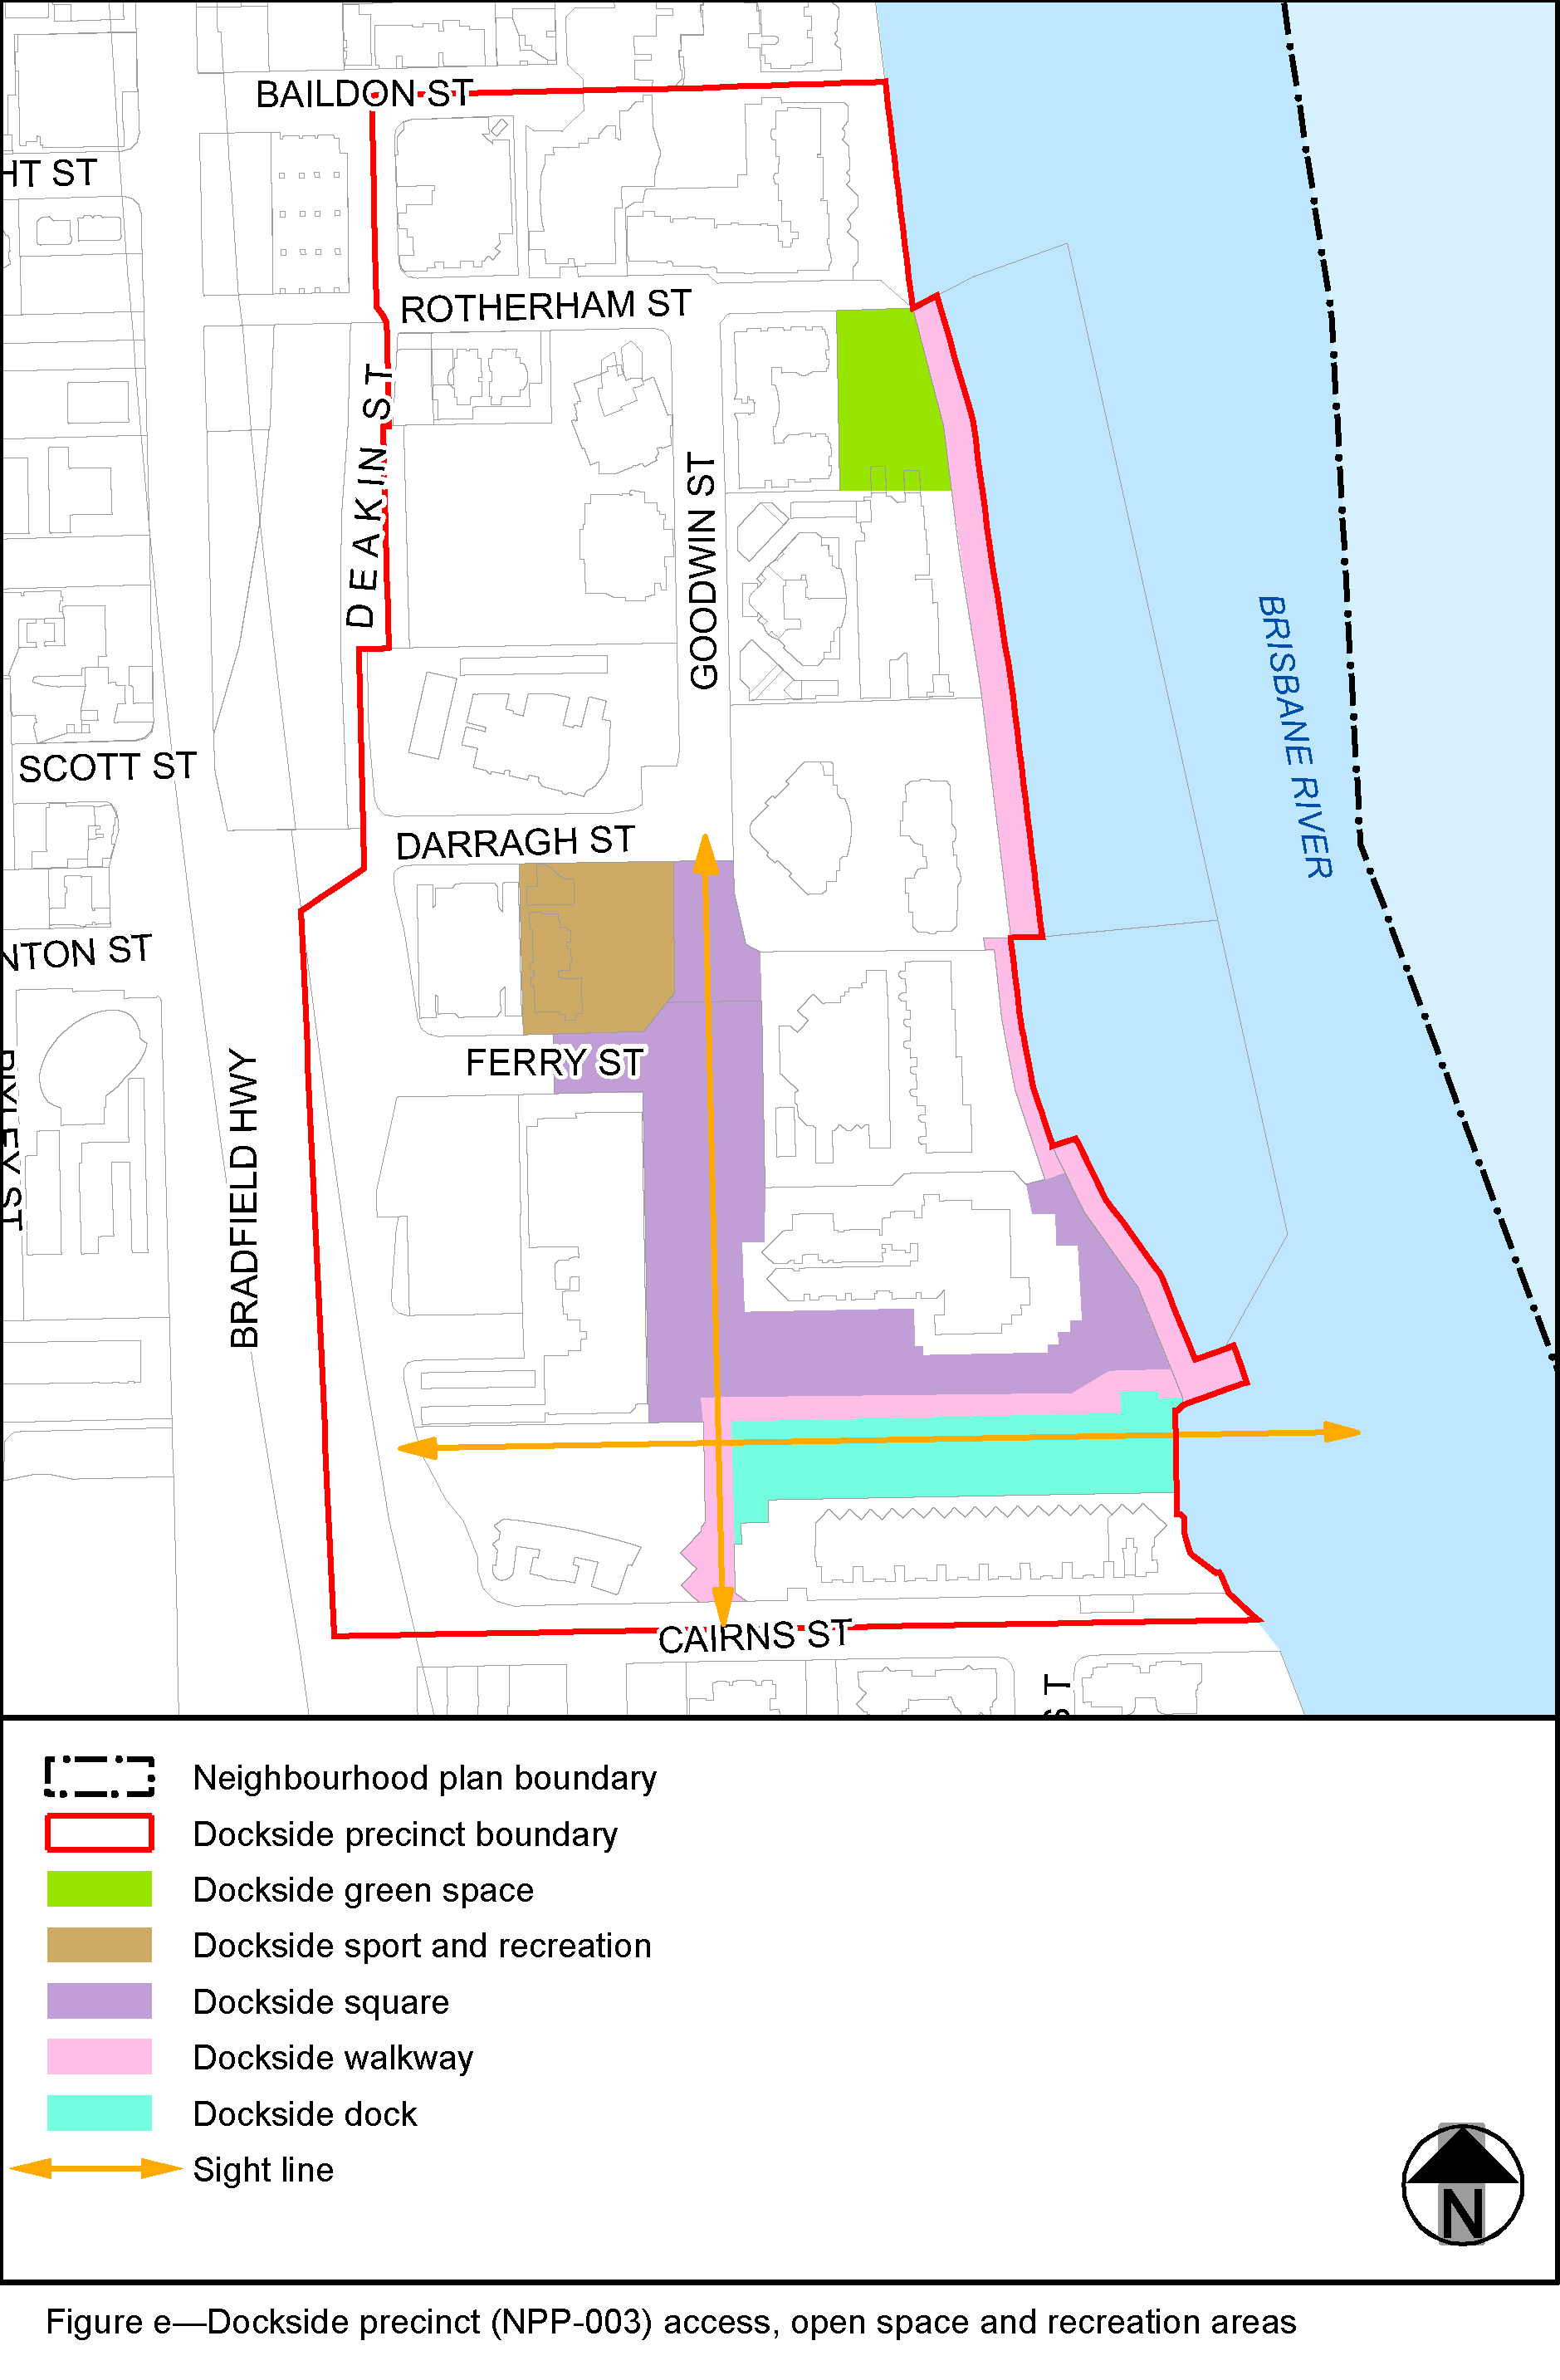 BAILDON ST
HT ST
ROTHERHAM ST
DEAKIN ST
GOODWIN ST
BRISBANE RIVER
SCOTT ST
DARRAGH ST
NTON ST
FERRY ST
BRADFIELD HWY
CAIRNS ST
ST
Neighbourhood plan boundary
Dockside precinct boundary
Dockside green space
Dockside sport and recreation
Dockside square
Dockside walkway
Dockside dock
Sight line
N
Figure e—Dockside precinct (NPP-003) access, open space and recreation areas